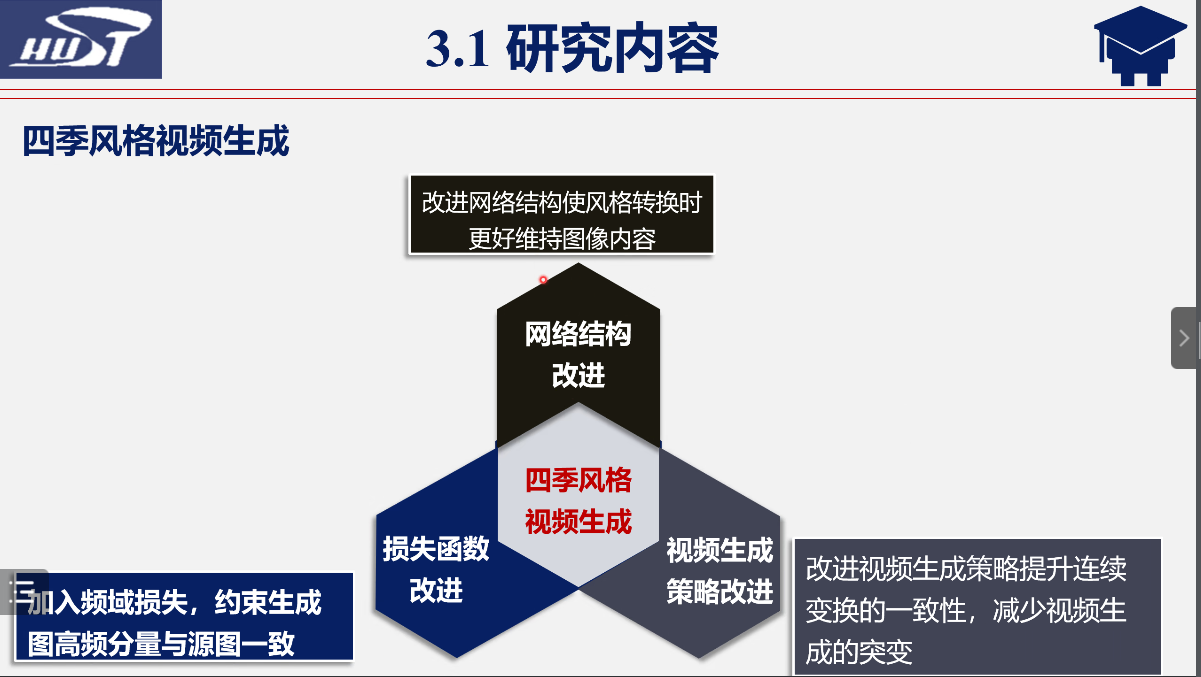 HUST
3.1 研究内容
四季风格视频生成
改进网络结构使风格转换时
更好维持图像内容
网络结构
改进
四季风格
视频生成
损失函数
改进
视频生成
策略改进
加入频域损失，约束生成
图高频分量与源图一致
改进视频生成策略提升连续
变换的一致性，减少视频生
成的突变